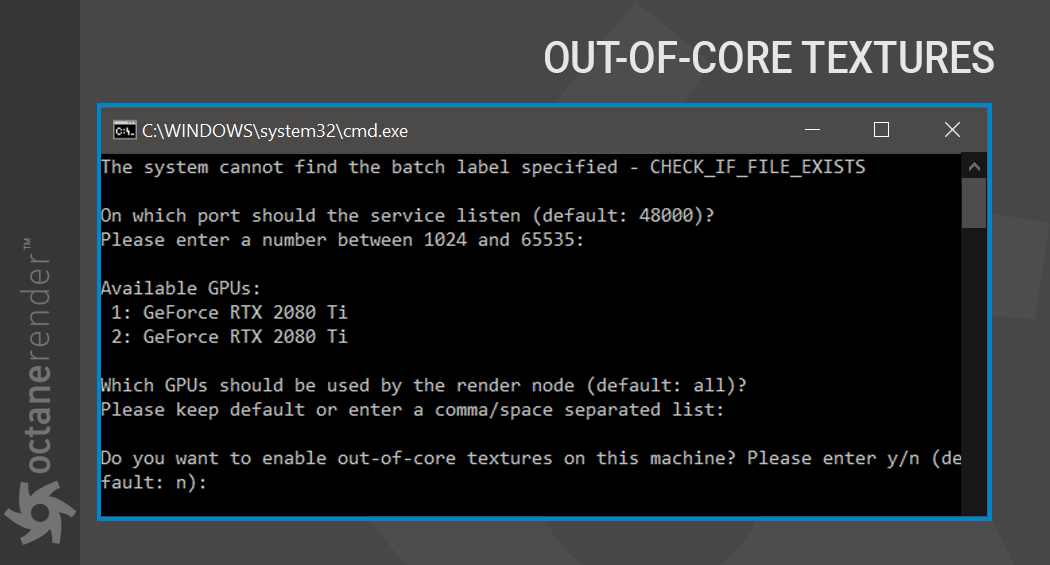 OUT-OF-CORE TEXTURES
C:\WINDOWS\system32\cmd.exe
The system cannot find the batch label specified - CHECK_IF_FILE_EXISTS
On which port should the service listen (default: 48000)?
Please enter a number between 1024 and 65535:
Available GPUs:
1: GeForce RTX 2080 Ti
2: GeForce RTX 2080 Ti
Which GPUs should be used by the render node (default: all)?
Please keep default or enter a comma/space separated list:
Do you want to enable out-of-core textures on this machine? Please enter y/n (de
fault: n):
octanerender™